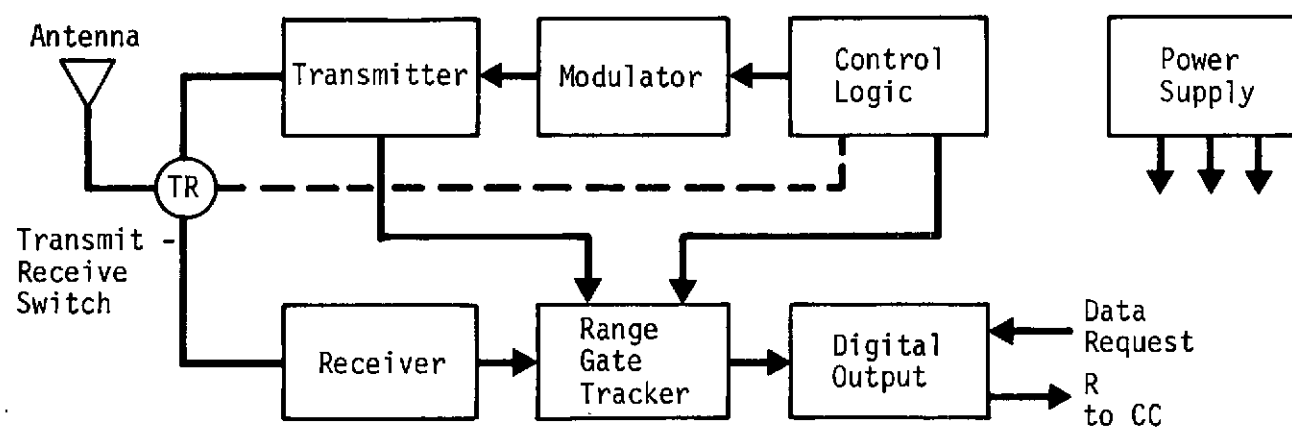 Antenna
Transmitter
Modulator
Control
Logic
Power
Supply
TR
Transmit -
Receive
Switch
Receiver
Range
Gate
Tracker
Digital
Output
Data
Request
R
to CC